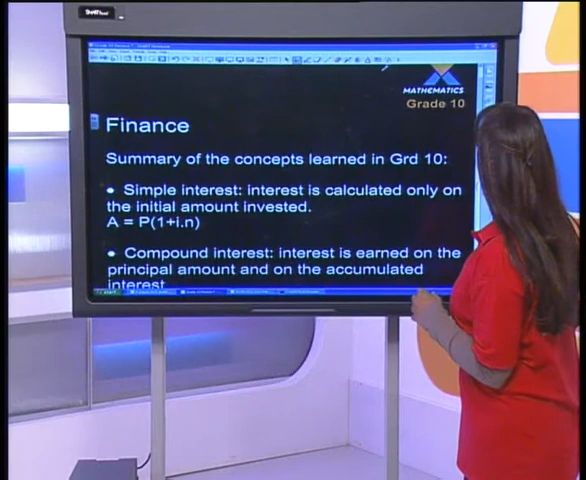 MATHEMATICS
Grade 10
Finance
Summary of the concepts learned in Grd 10:
• Simple interest: interest is calculated only on
the initial amount invested.
A = P(1+i.n)
• Compound interest: interest is earned on the
principal amount and on the accumulated
interest